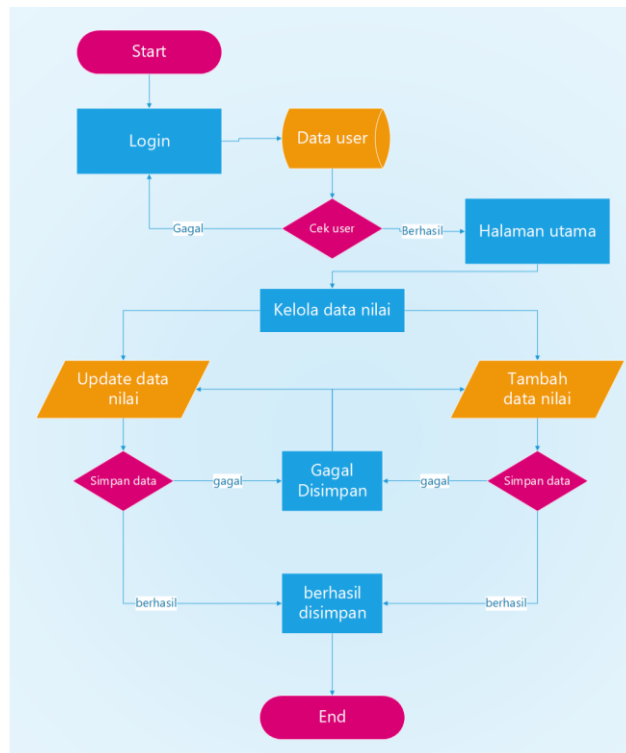 Start
Login
Data user
Gagal
Cek user
Berhasil
Halaman utama
Kelola data nilai
Update data
nilai
Tambah
data nilai
Simpan data
gagal
Gagal
Disimpan
gagal
Simpan data
berhasil
berhasil
disimpan
berhasil
End